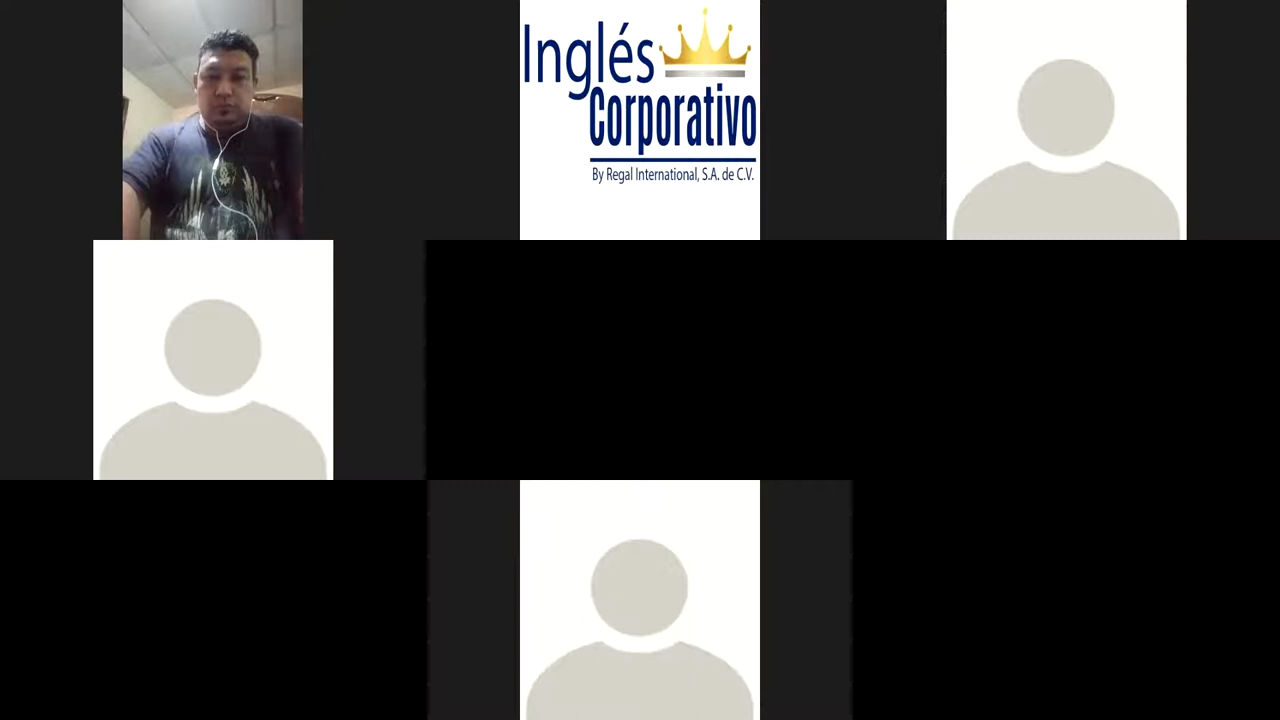 Inglés
Corporativo
By Regal International, S.A. de C.V.